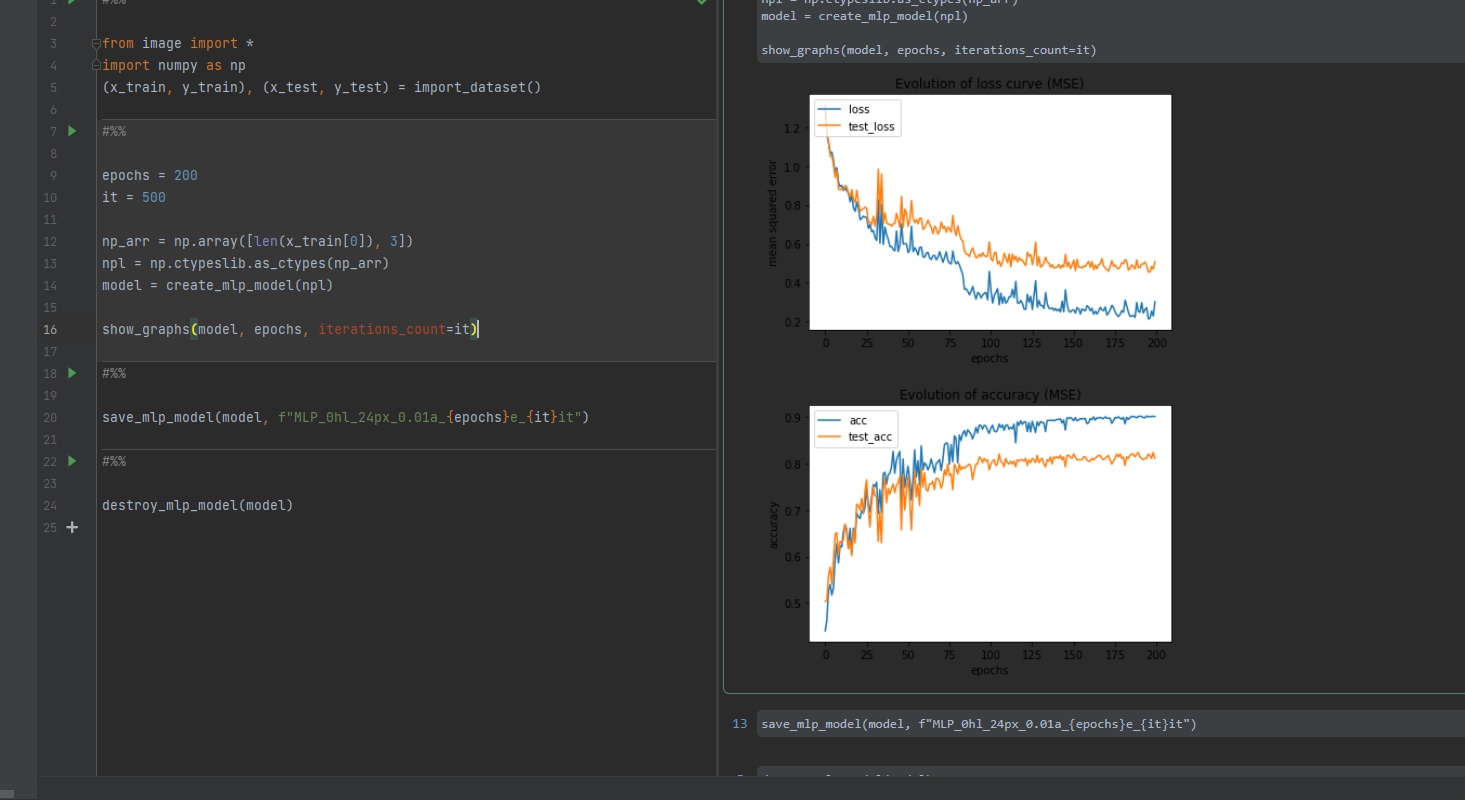 1 #%%
2
3 from image import *
4 import numpy as np
5 (x_train, y_train), (x_test, y_test) = import_dataset()
6
7 #%%
8
9 epochs = 200
10 it = 500
11
12 np_arr = np.array([len(x_train[0]), 3])
13 npl = np.ctypeslib.as_ctypes(np_arr)
14 model = create_mlp_model(npl)
15
16 show_graphs(model, epochs, iterations_count=it)
17
18 #%%
19
20 save_mlp_model(model, f"MLP_0hl_24px_0.01a_{epochs}e_{it}it")
21
22 #%%
23
24 destroy_mlp_model(model)
25 +
npl = np.ctypeslib.as_ctypes(np_arr)
model = create_mlp_model(npl)
show_graphs(model, epochs, iterations_count=it)
Evolution of loss curve (MSE)
loss
test_loss
mean squared error
1.2
1.0
0.8
0.6
0.4
0.2
0 25 50 75 100 125 150 175 200
epochs
Evolution of accuracy (MSE)
acc
test_acc
accuracy
0.9
0.8
0.7
0.6
0.5
0 25 50 75 100 125 150 175 200
epochs
13 save_mlp_model(model, f"MLP_0hl_24px_0.01a_{epochs}e_{it}it")